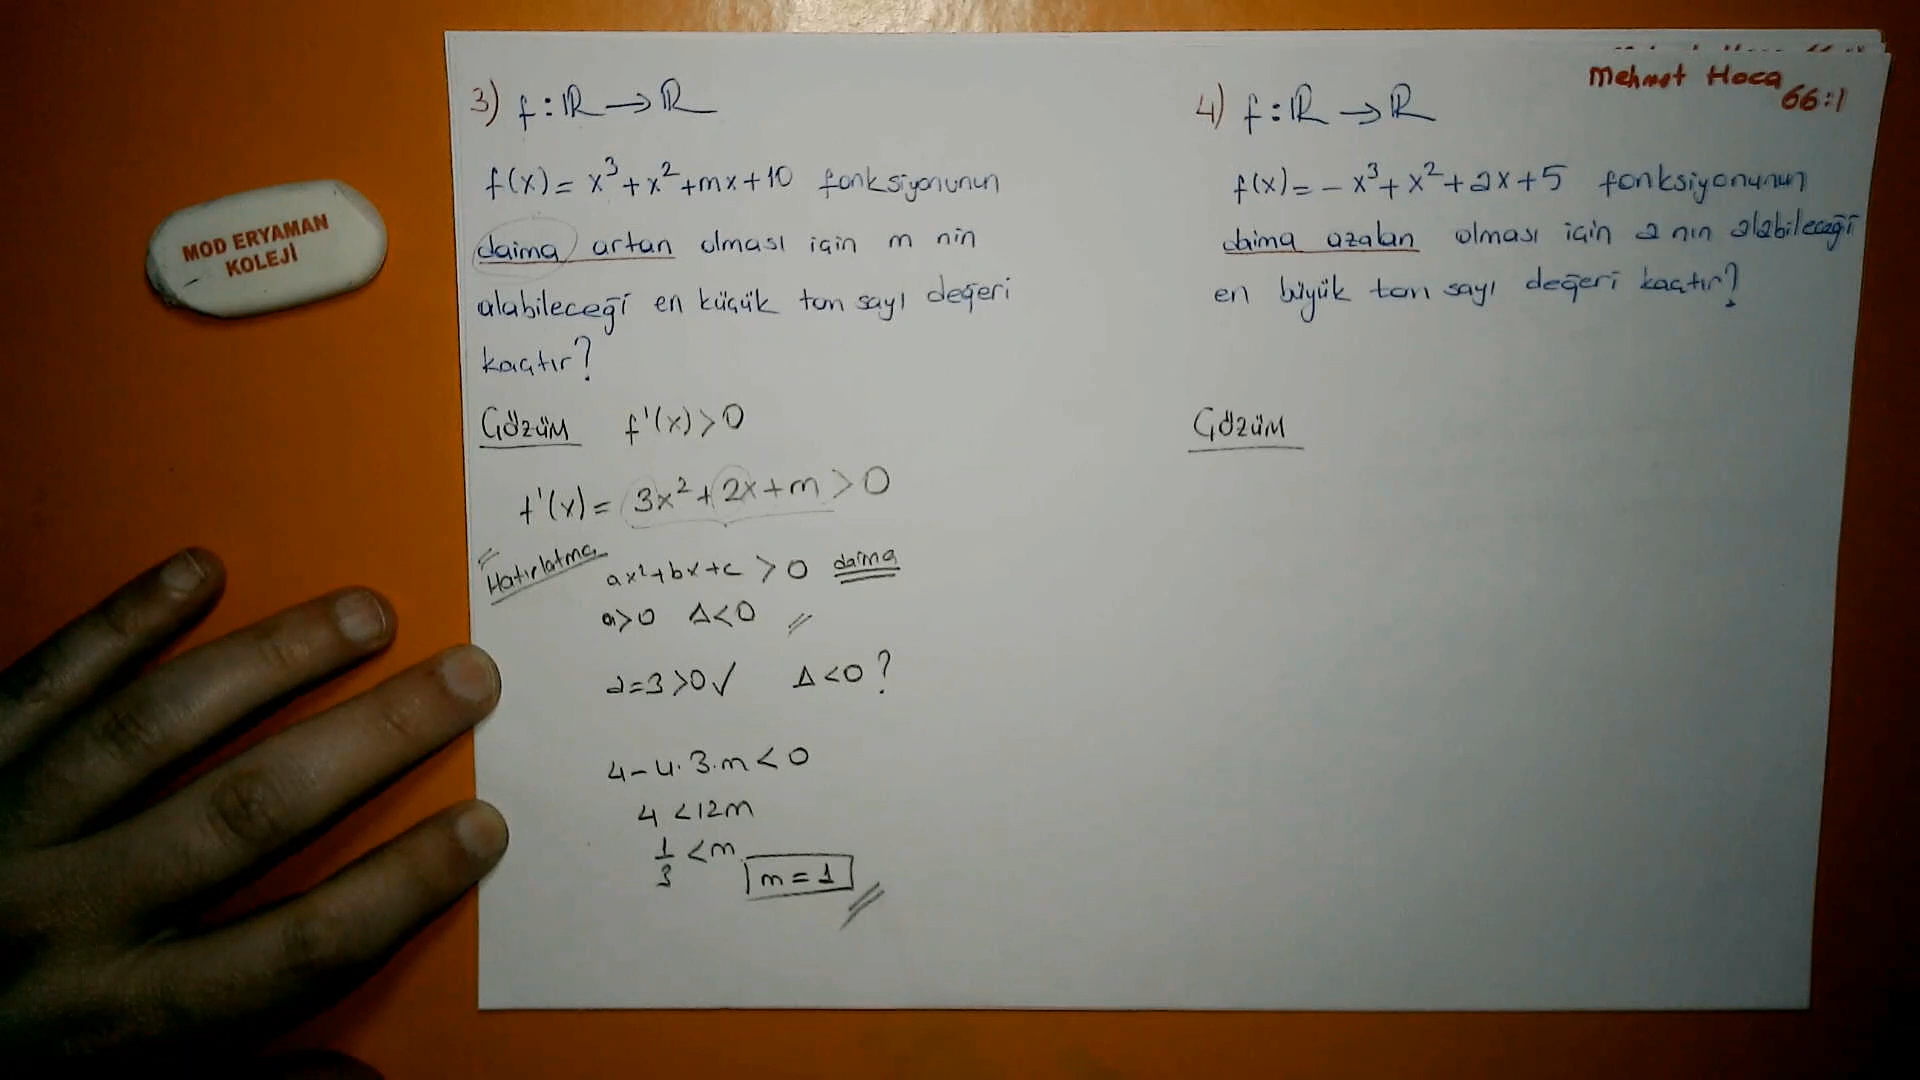 MOD ERYAMAN
KOLEJİ
Mehmet Hoca
66:1
3) f:ℝ→ℝ
f(x)= x³+x²+mx+10 fonksiyonunun
daima artan olması için m nin
alabileceği en küçük tam sayı değeri
kaçtır?
Çözüm f'(x)>0
f'(x)= 3x²+2x+m>0
Hatırlatma ax²+bx+c>0 daima
a>0 Δ<0
a=3>0✓ Δ<0?
4-4.3.m<0
4<12m
1/3<m
m=1
4) f:ℝ→ℝ
f(x)=-x³+x²+ax+5 fonksiyonunun
daima azalan olması için a nın alabileceği
en büyük tam sayı değeri kaçtır?
Çözüm